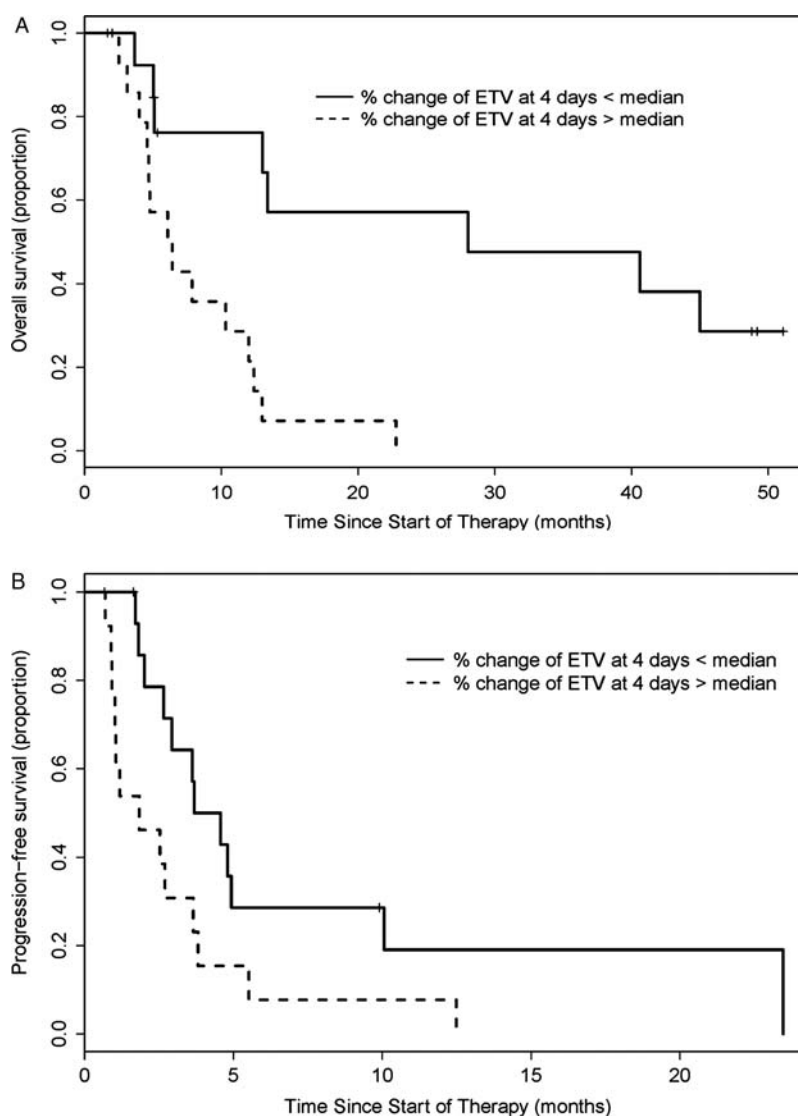 A
Overall survival (proportion)
1.0
0.8
0.6
0.4
0.2
0.0
% change of ETV at 4 days < median
% change of ETV at 4 days > median
0 10 20 30 40 50
Time Since Start of Therapy (months)
B
Progression-free survival (proportion)
1.0
0.8
0.6
0.4
0.2
0.0
% change of ETV at 4 days < median
% change of ETV at 4 days > median
0 5 10 15 20
Time Since Start of Therapy (months)